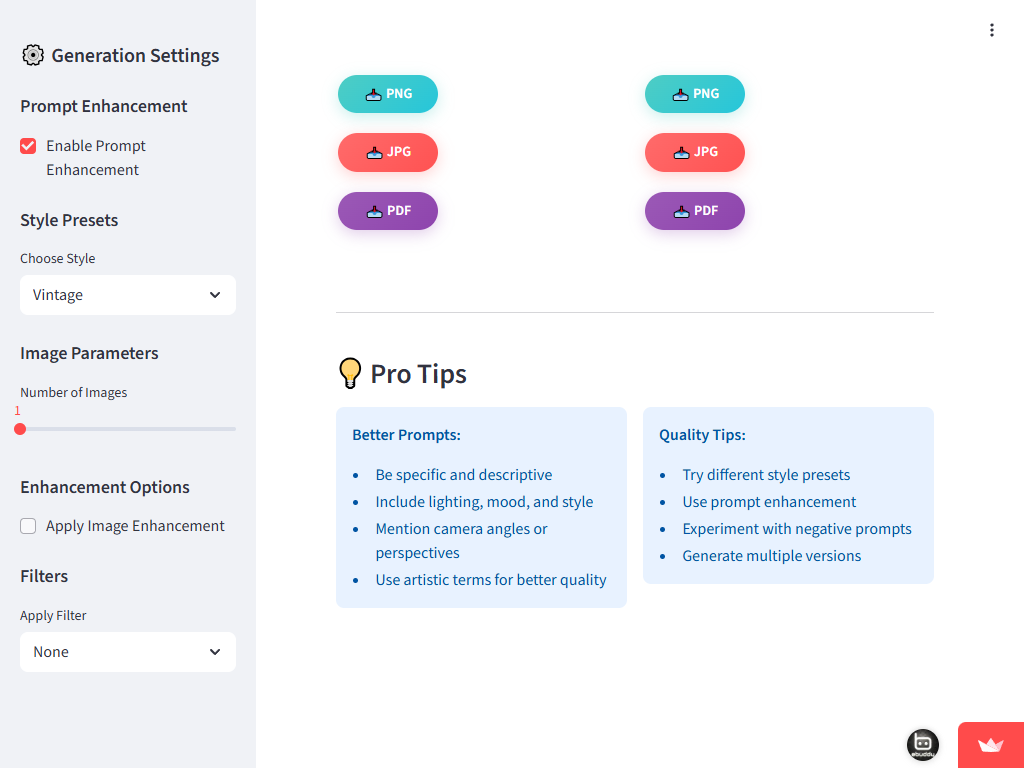 Generation Settings
Prompt Enhancement
Enable Prompt
Enhancement
Style Presets
Choose Style
Vintage
Image Parameters
Number of Images
1
Enhancement Options
Apply Image Enhancement
Filters
Apply Filter
None
PNG
JPG
PDF
PNG
JPG
PDF
Pro Tips
Better Prompts:
• Be specific and descriptive
• Include lighting, mood, and style
• Mention camera angles or
perspectives
• Use artistic terms for better quality
Quality Tips:
• Try different style presets
• Use prompt enhancement
• Experiment with negative prompts
• Generate multiple versions